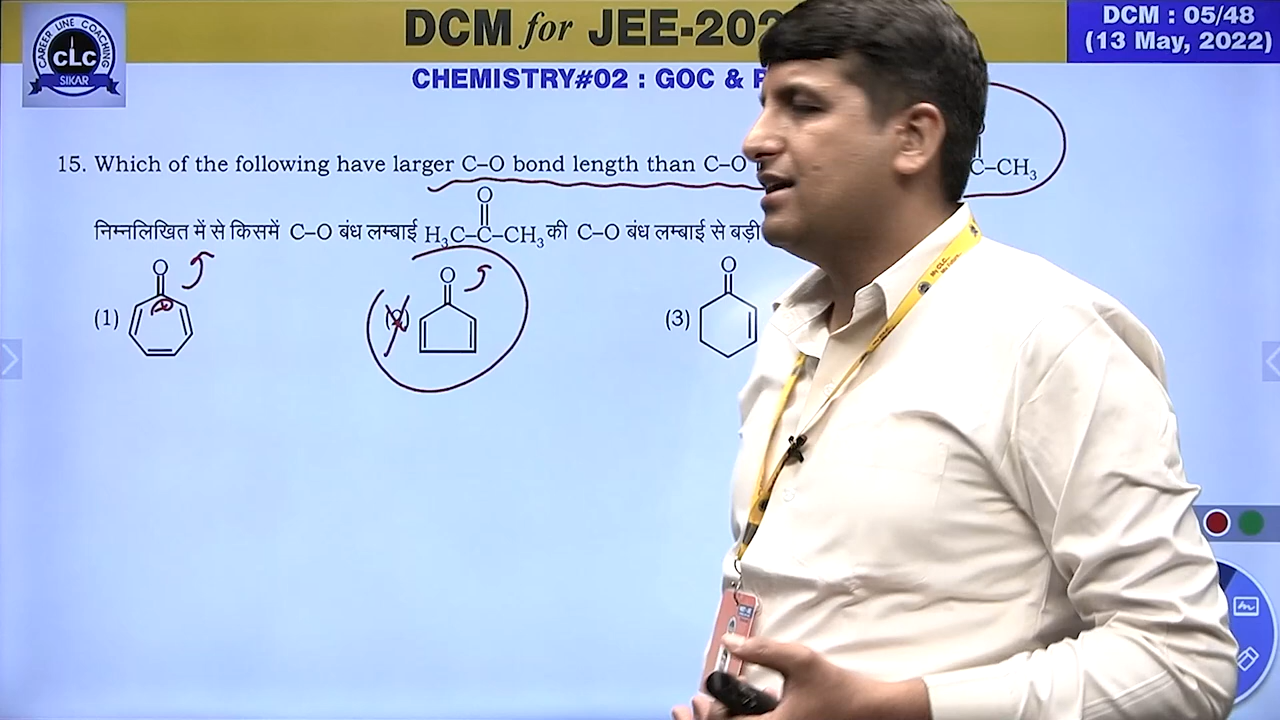 CAREER LINE COACHING
CLC
SIKAR
DCM for JEE-202
DCM : 05/48
(13 May, 2022)
CHEMISTRY#02 : GOC &
15. Which of the following have larger C–O bond length than C–O
C–CH₃
O
निम्नलिखित में से किसमें C–O बंध लम्बाई H₃C–C–CH₃ की C–O बंध लम्बाई से बड़ी
O
(1)
O
(2)
O
(3)